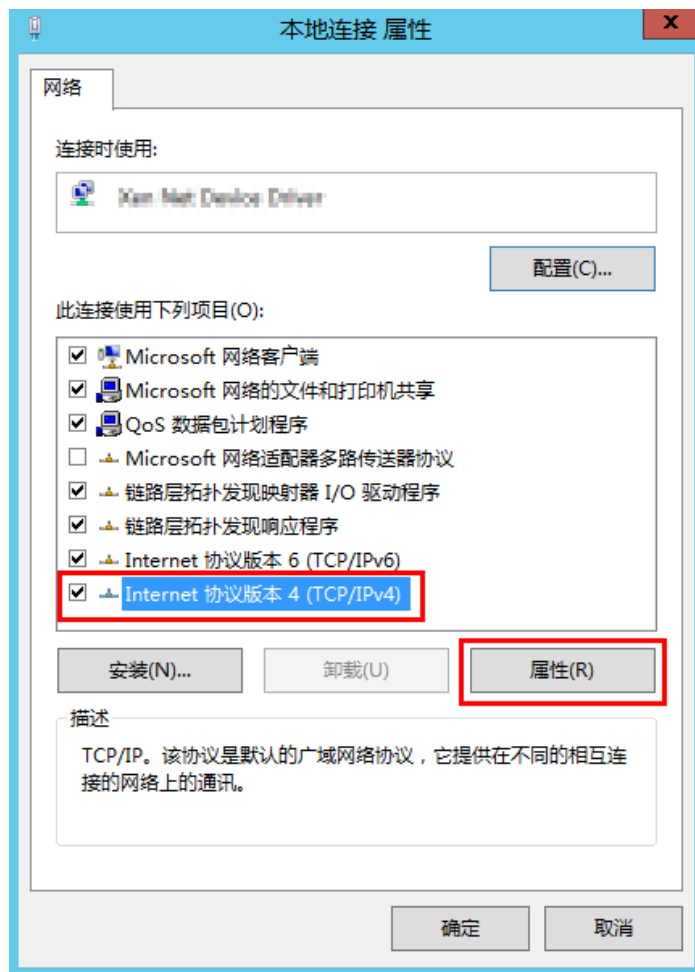 本地连接 属性
x
网络
连接时使用:
Xen Net Device Driver
配置(C)...
此连接使用下列项目(O):
Microsoft 网络客户端
Microsoft 网络的文件和打印机共享
QoS 数据包计划程序
Microsoft 网络适配器多路传送器协议
链路层拓扑发现映射器 I/O 驱动程序
链路层拓扑发现响应程序
Internet 协议版本 6 (TCP/IPv6)
Internet 协议版本 4 (TCP/IPv4)
安装(N)... 卸载(U) 属性(R)
描述
TCP/IP。该协议是默认的广域网络协议，它提供在不同的相互连
接的网络上的通讯。
确定 取消